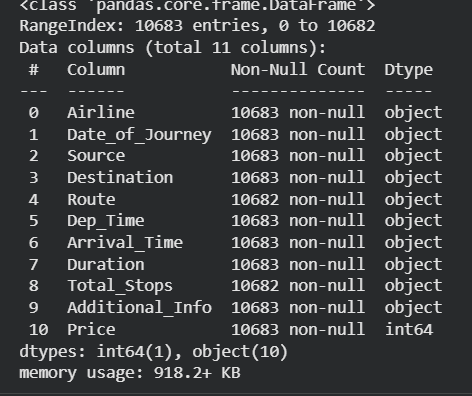 <class 'pandas.core.frame.DataFrame'>
RangeIndex: 10683 entries, 0 to 10682
Data columns (total 11 columns):
 #   Column           Non-Null Count  Dtype
---  ------           --------------  -----
 0   Airline          10683 non-null  object
 1   Date_of_Journey  10683 non-null  object
 2   Source           10683 non-null  object
 3   Destination      10683 non-null  object
 4   Route            10682 non-null  object
 5   Dep_Time         10683 non-null  object
 6   Arrival_Time     10683 non-null  object
 7   Duration         10683 non-null  object
 8   Total_Stops      10682 non-null  object
 9   Additional_Info  10683 non-null  object
 10  Price            10683 non-null  int64
dtypes: int64(1), object(10)
memory usage: 918.2+ KB